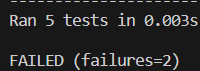 ----------------------
Ran 5 tests in 0.003s
FAILED (failures=2)